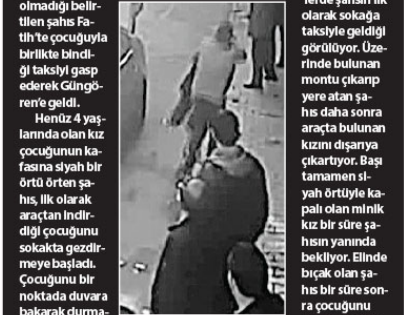 olmadığı belir-
tilen şahıs Fa-
tih'te çocuğuyla
birlikte bindi-
ği taksiyi gasp
ederek Güngö-
ren'e geldi.
Henüz 4 yaş-
larında olan kız
çocuğunun ka-
fasına siyah bir
örtü örten şa-
hıs, ilk olarak
araçtan indir-
diği çocuğunu
sokakta gezdir-
meye başladı.
Çocuğunu bir
noktada duvara
bakarak durma-
lerde şahsın ilk
olarak sokağa
taksiyle geldiği
görülüyor. Üze-
rinde bulunan
montu çıkarıp
yere atan şa-
hıs daha sonra
araçta bulunan
kızını dışarıya
çıkartıyor. Başı
tamamen si-
yah örtüyle ka-
palı olan minik
kız bir süre şa-
hısın yanında
bekliyor. Elinde
bıçak olan şa-
hıs bir süre son-
ra çocuğunu